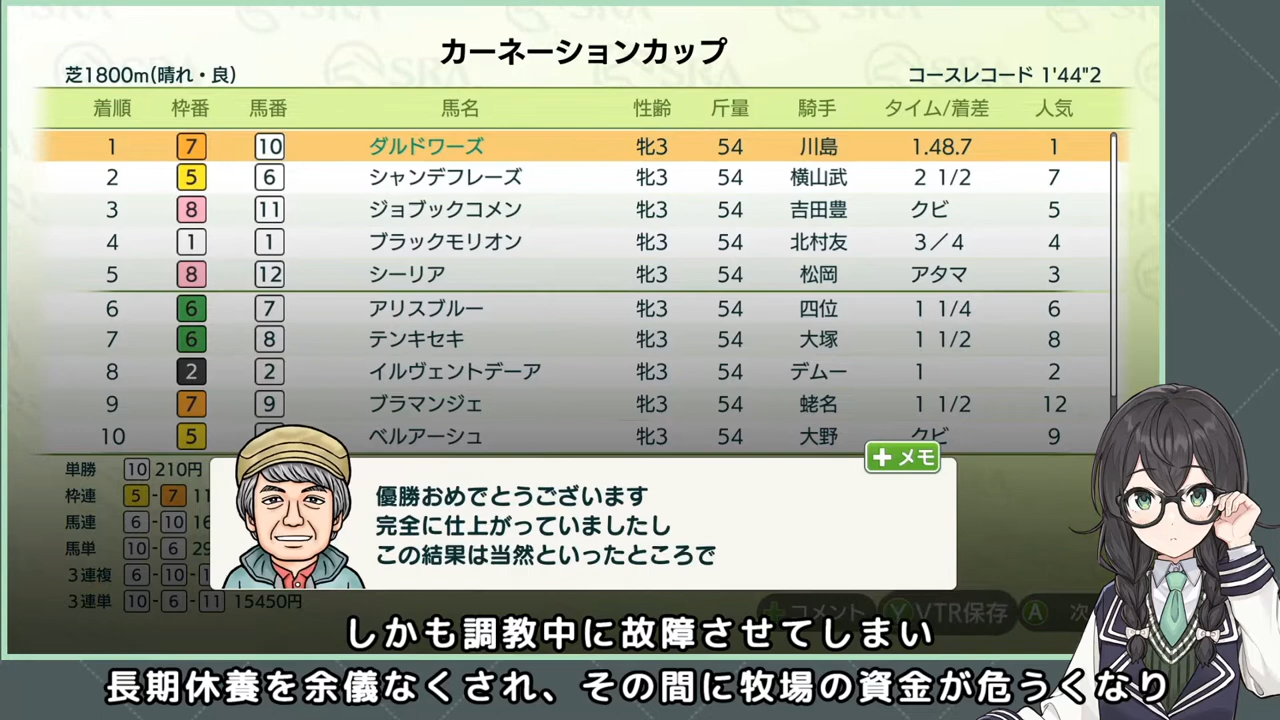 カーネーションカップ
芝1800m(晴れ・良) コースレコード 1'44"2
着順 枠番 馬番 馬名 性齢 斤量 騎手 タイム/着差 人気
1 7 10 ダルドワーズ 牝3 54 川島 1.48.7 1
2 5 6 シャンデフレーズ 牝3 54 横山武 2 1/2 7
3 8 11 ジョブックコメン 牝3 54 吉田豊 クビ 5
4 1 1 ブラックモリオン 牝3 54 北村友 3/4 4
5 8 12 シーリア 牝3 54 松岡 アタマ 3
6 6 7 アリスブルー 牝3 54 四位 1 1/4 6
7 6 8 テンキセキ 牝3 54 大塚 1 1/2 8
8 2 2 イルヴェントデーア 牝3 54 デムー 1 2
9 7 9 ブラマンジェ 牝3 54 蛯名 1 1/2 12
10 5 ベルアーシュ 牝3 54 大野 クビ 9
単勝 10 210円
枠連 5-7 11
馬連 6-10 16
馬単 10-6 29
3連複 6-10-1
3連単 10-6-11 15450円
+メモ
優勝おめでとうございます
完全に仕上がっていましたし
この結果は当然といったところで
+コメント Y VTR保存 A 次
しかも調教中に故障させてしまい
長期休養を余儀なくされ、その間に牧場の資金が危うくなり